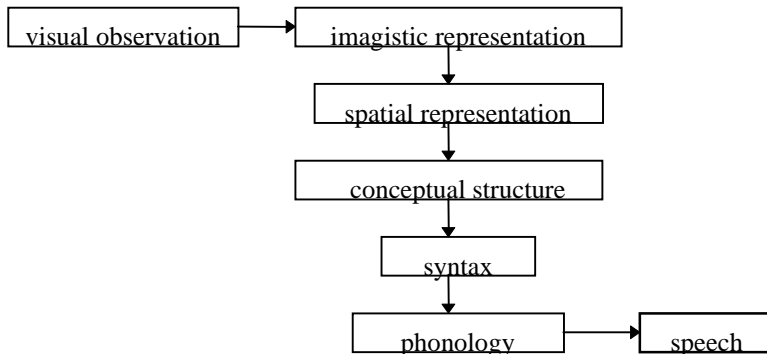 visual observation
imagistic representation
spatial representation
conceptual structure
syntax
phonology
speech